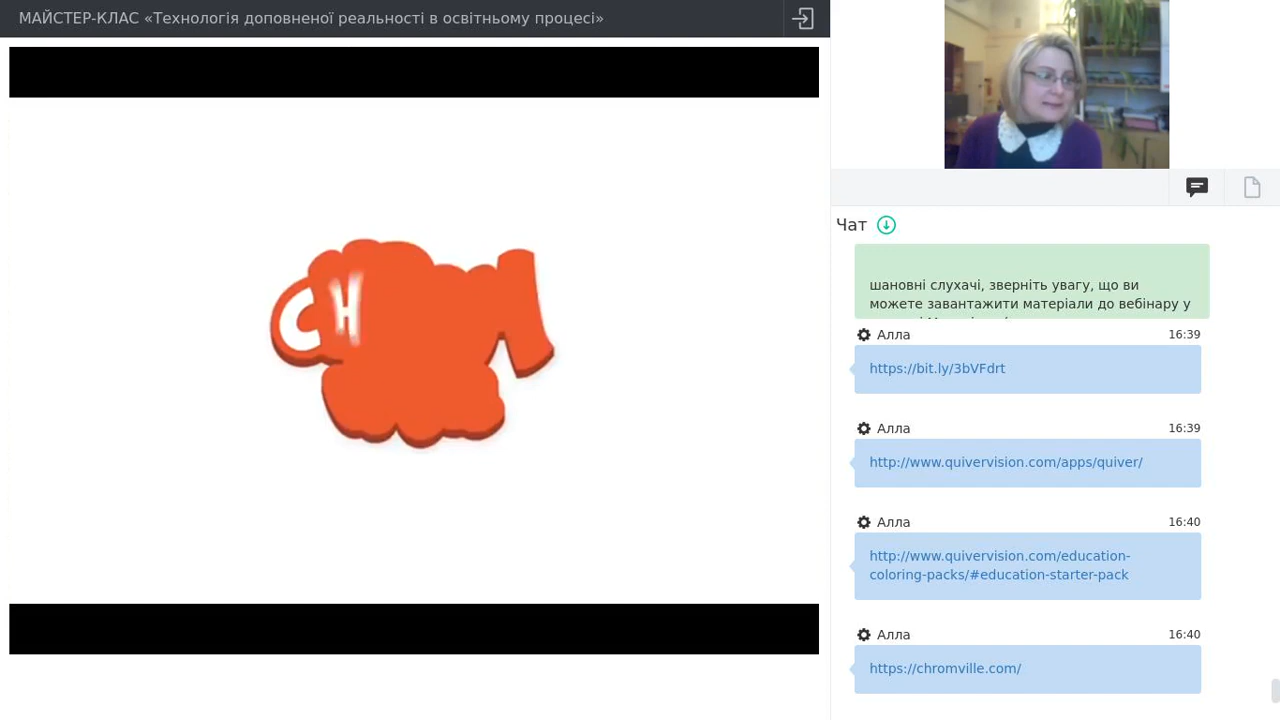 МАЙСТЕР-КЛАС «Технологія доповненої реальності в освітньому процесі»
CH
Чат
шановні слухачі, зверніть увагу, що ви
можете завантажити матеріали до вебінару у
Алла 16:39
https://bit.ly/3bVFdrt
Алла 16:39
http://www.quivervision.com/apps/quiver/
Алла 16:40
http://www.quivervision.com/education-
coloring-packs/#education-starter-pack
Алла 16:40
https://chromville.com/